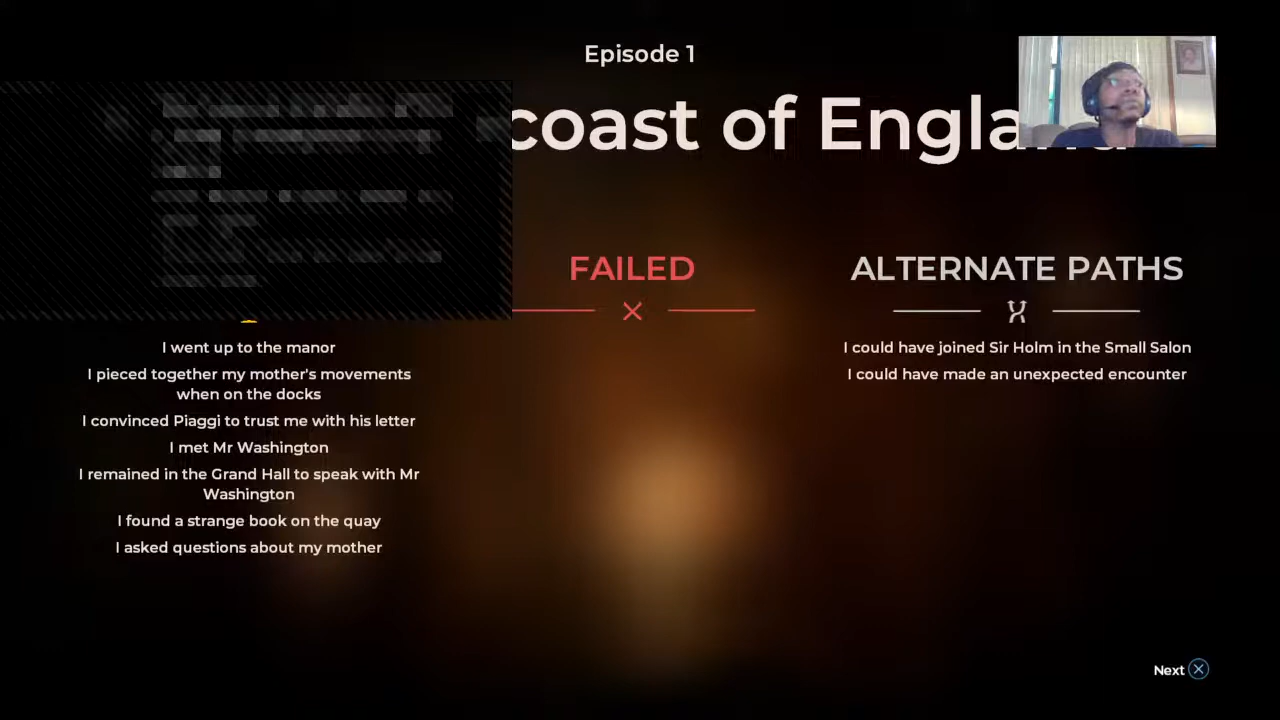 Episode 1
coast of England
FAILED
ALTERNATE PATHS
I went up to the manor
I pieced together my mother's movements
when on the docks
I convinced Piaggi to trust me with his letter
I met Mr Washington
I remained in the Grand Hall to speak with Mr
Washington
I found a strange book on the quay
I asked questions about my mother
I could have joined Sir Holm in the Small Salon
I could have made an unexpected encounter
Next